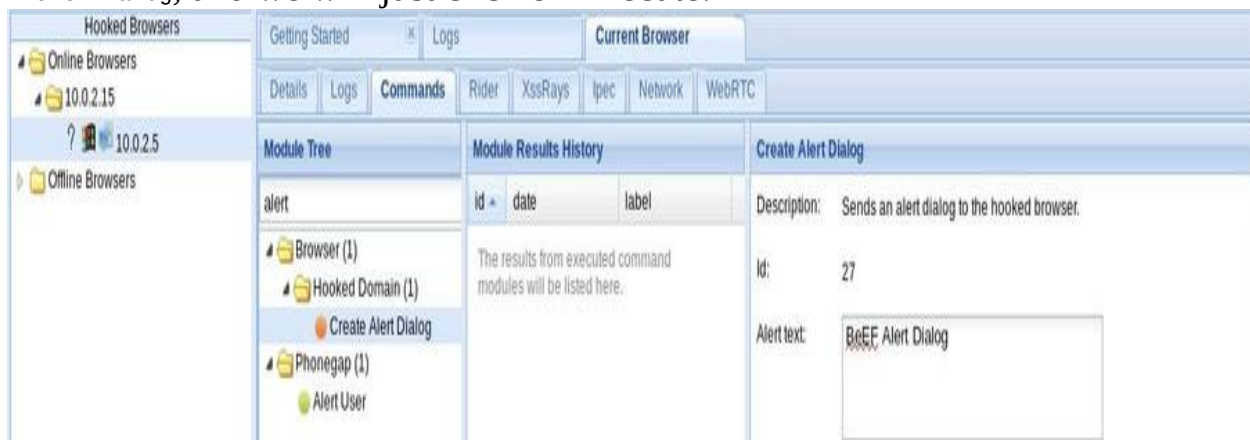 Hooked Browsers
Online Browsers
10.0.2.15
? 10.0.2.5
Offline Browsers
Getting Started
Logs
Current Browser
Details
Logs
Commands
Rider
XssRays
Ipec
Network
WebRTC
Module Tree
alert
Browser (1)
Hooked Domain (1)
Create Alert Dialog
Phonegap (1)
Alert User
Module Results History
id
date
label
The results from executed command
modules will be listed here.
Create Alert Dialog
Description: Sends an alert dialog to the hooked browser.
Id: 27
Alert text: BeEF Alert Dialog